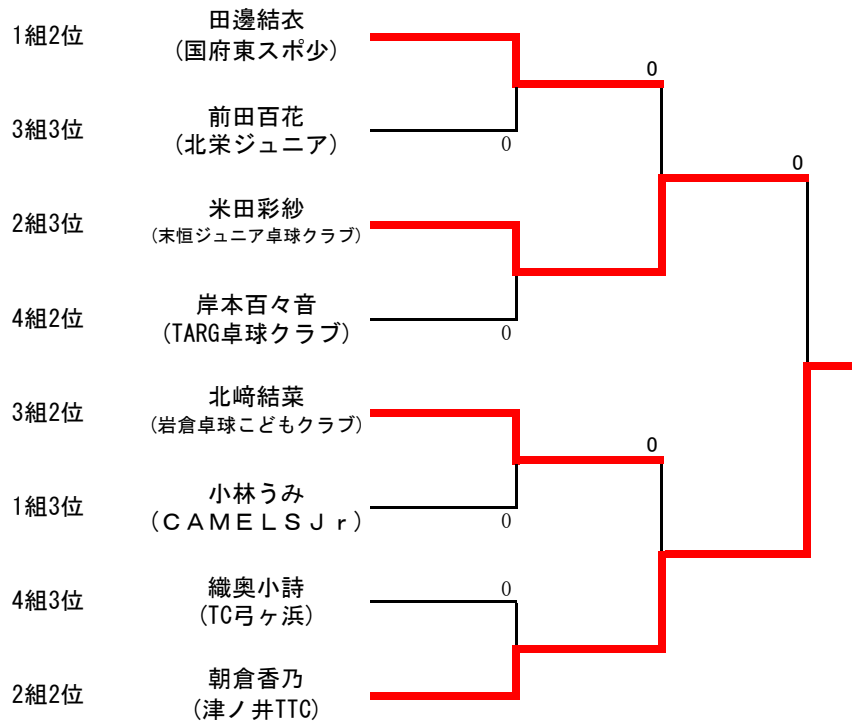 1組2位
田邊結衣
(国府東スポ少)
0
3組3位
前田百花
(北栄ジュニア)
0
0
2組3位
米田彩紗
(末恒ジュニア卓球クラブ)
4組2位
岸本百々音
(TARG卓球クラブ)
0
3組2位
北﨑結菜
(岩倉卓球こどもクラブ)
0
1組3位
小林うみ
(ＣＡＭＥＬＳＪｒ)
0
4組3位
織奥小詩
(TC弓ヶ浜)
0
2組2位
朝倉香乃
(津ノ井TTC)